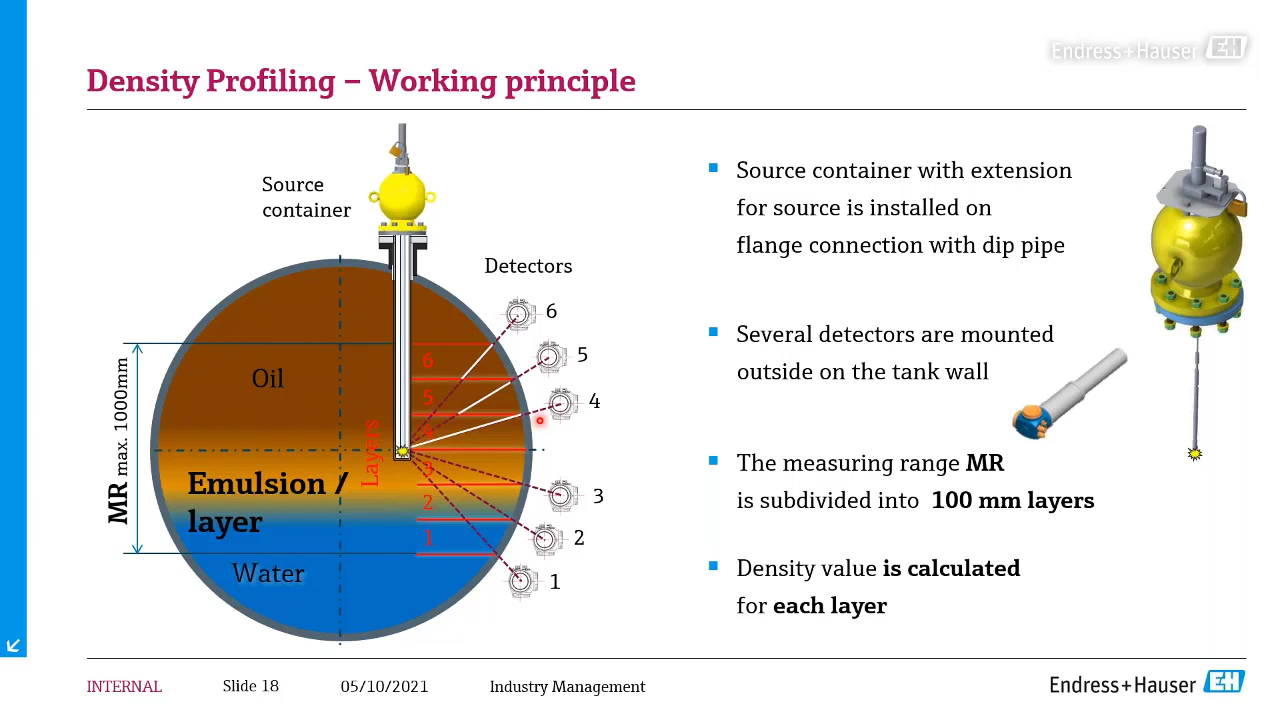 Endress+Hauser EH
Density Profiling – Working principle
Source
container
Detectors
6
5
4
3
2
1
6
5
3
2
1
Layers
Oil
Emulsion /
layer
Water
MR max. 1000mm
Source container with extension
for source is installed on
flange connection with dip pipe
Several detectors are mounted
outside on the tank wall
The measuring range MR
is subdivided into 100 mm layers
Density value is calculated
for each layer
INTERNAL
Slide 18
05/10/2021
Industry Management
Endress+Hauser EH